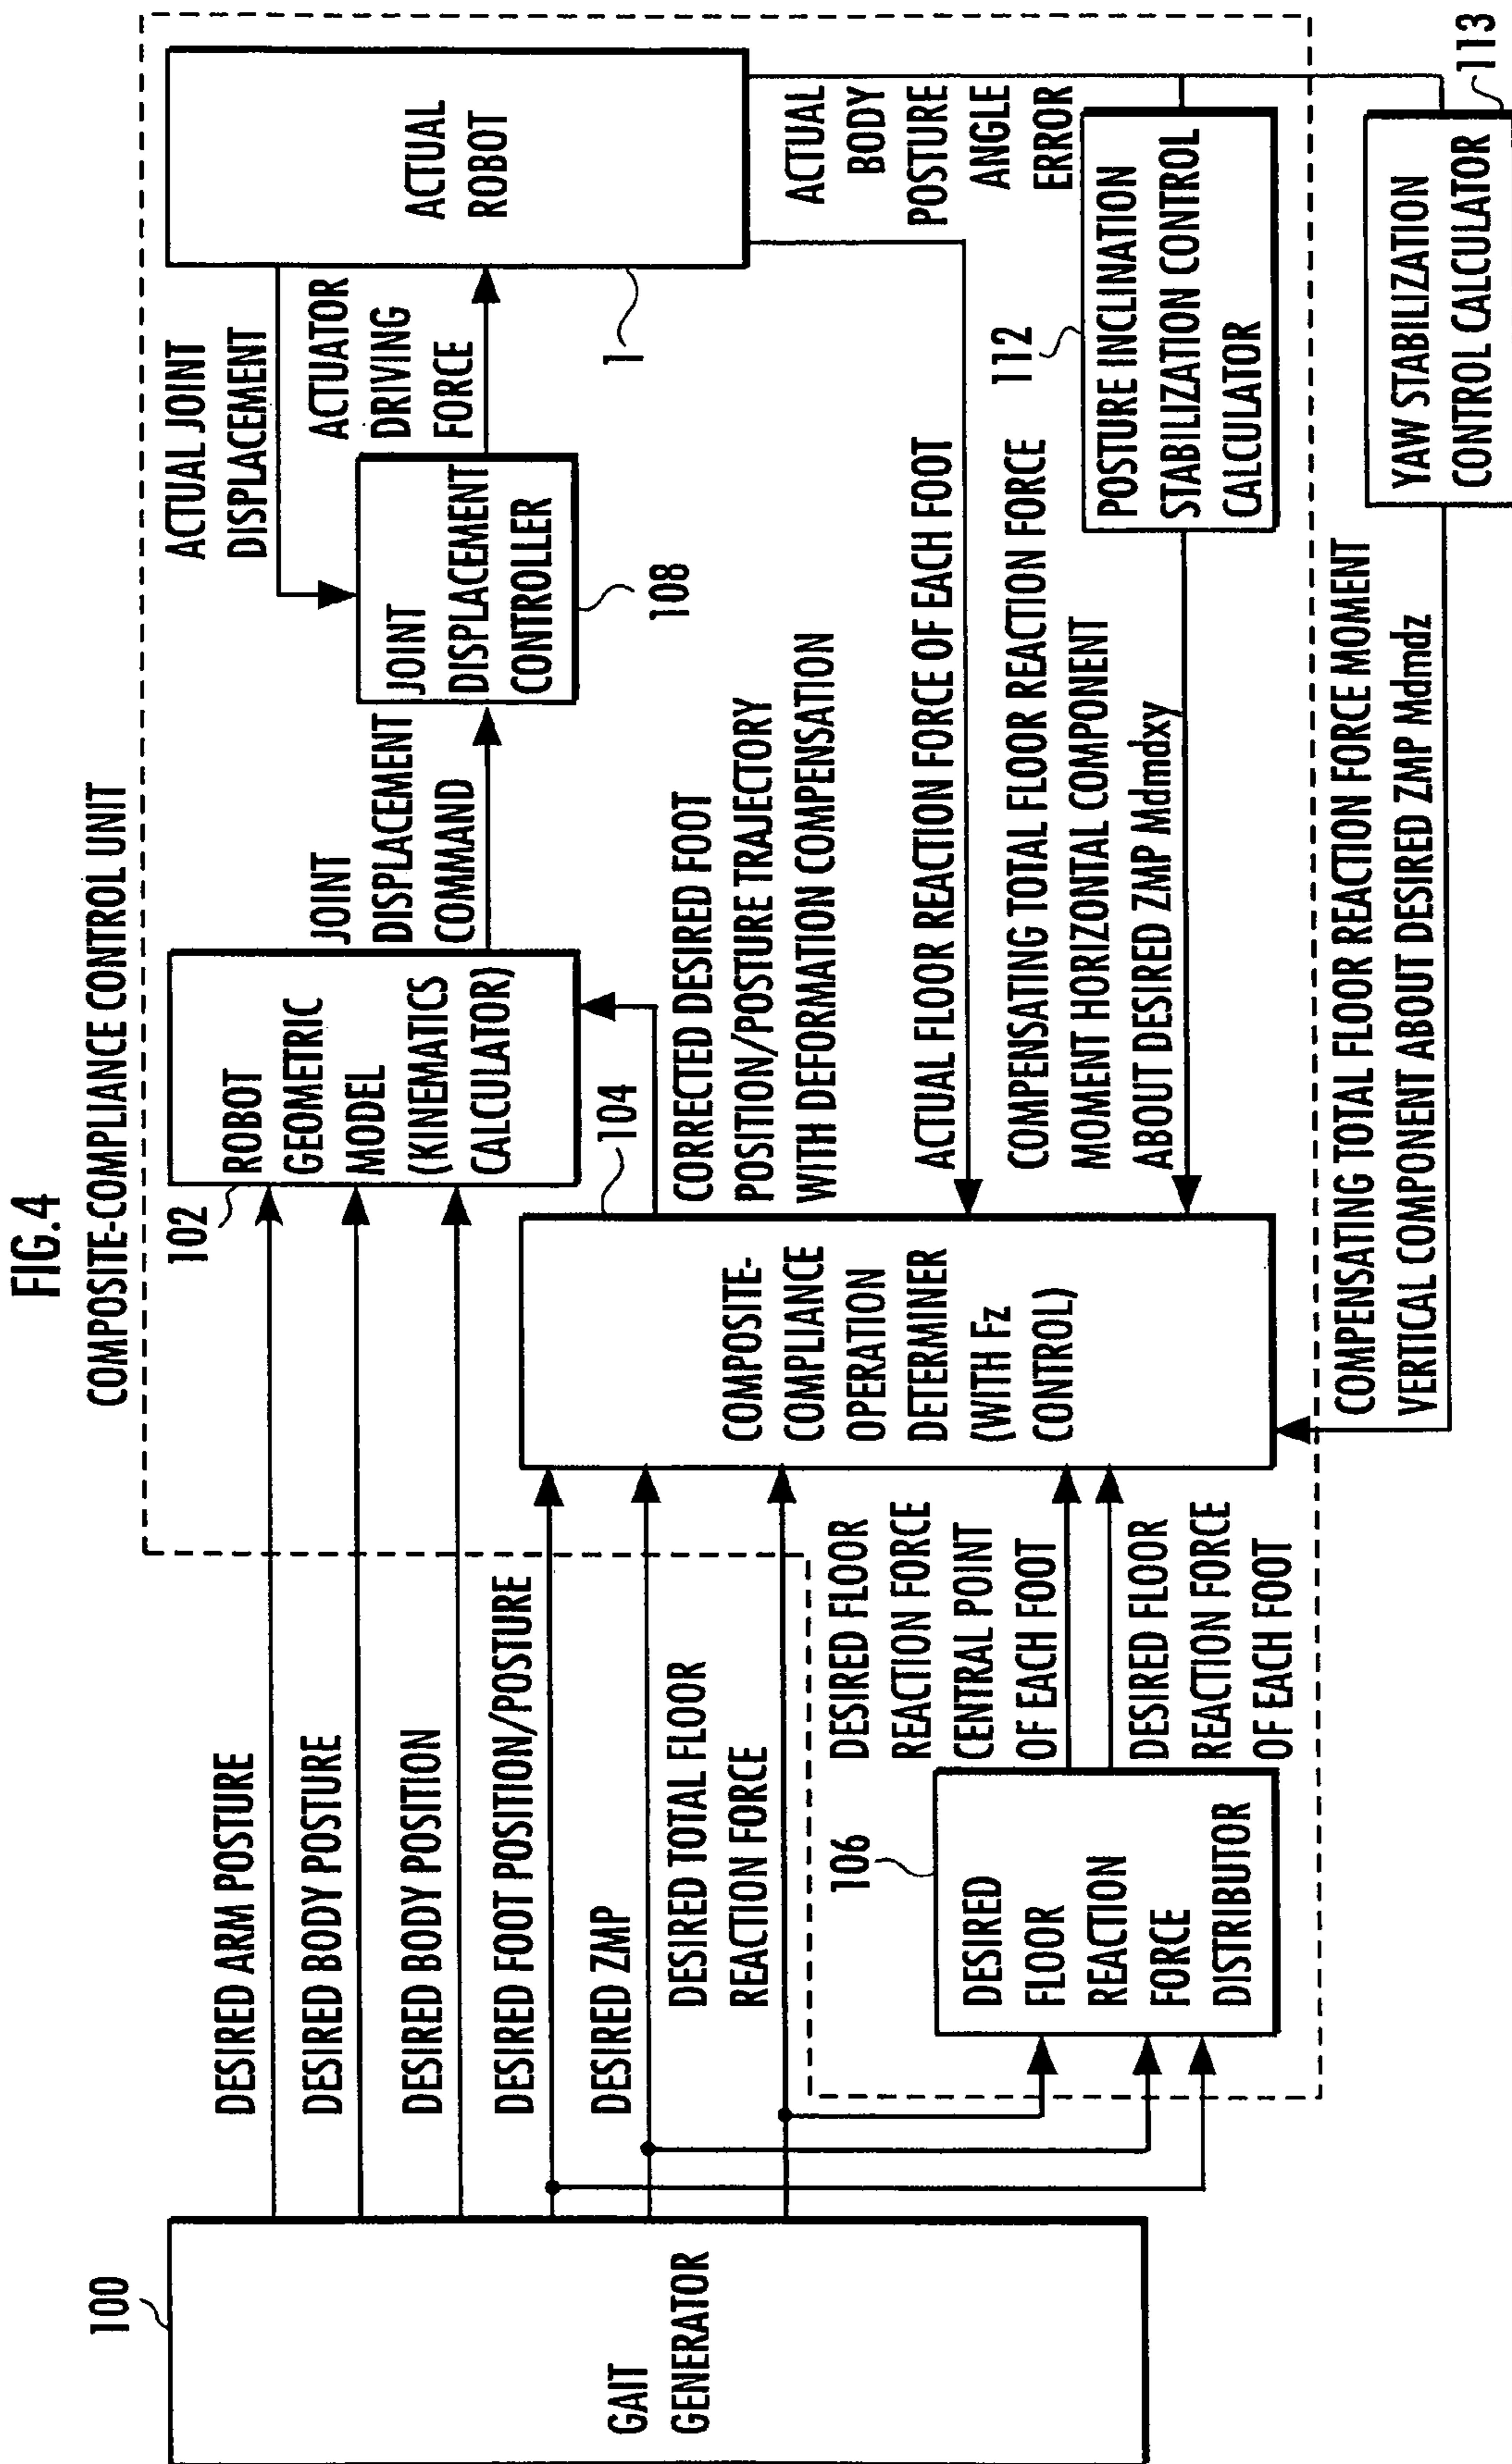 FIG.4
COMPOSITE-COMPLIANCE CONTROL UNIT
100
GAIT
GENERATOR
DESIRED ARM POSTURE
DESIRED BODY POSTURE
DESIRED BODY POSITION
DESIRED FOOT POSITION/POSTURE
DESIRED ZMP
DESIRED TOTAL FLOOR
REACTION FORCE
106
DESIRED
FLOOR
REACTION
FORCE
DISTRIBUTOR
DESIRED FLOOR
REACTION FORCE
CENTRAL POINT
OF EACH FOOT
DESIRED FLOOR
REACTION FORCE
OF EACH FOOT
102
ROBOT
GEOMETRIC
MODEL
(KINEMATICS
CALCULATOR)
104
COMPOSITE-
COMPLIANCE
OPERATION
DETERMINER
(WITH Fz
CONTROL)
CORRECTED DESIRED FOOT
POSITION/POSTURE TRAJECTORY
WITH DEFORMATION COMPENSATION
JOINT
DISPLACEMENT
COMMAND
JOINT
DISPLACEMENT
CONTROLLER
108
ACTUAL JOINT
DISPLACEMENT
ACTUATOR
DRIVING
FORCE
ACTUAL
ROBOT
1
ACTUAL
BODY
POSTURE
ANGLE
ERROR
ACTUAL FLOOR REACTION FORCE OF EACH FOOT
COMPENSATING TOTAL FLOOR REACTION FORCE
MOMENT HORIZONTAL COMPONENT
ABOUT DESIRED ZMP Mdmdxy
112
POSTURE INCLINATION
STABILIZATION CONTROL
CALCULATOR
COMPENSATING TOTAL FLOOR REACTION FORCE MOMENT
VERTICAL COMPONENT ABOUT DESIRED ZMP Mdmdz
YAW STABILIZATION
CONTROL CALCULATOR
113